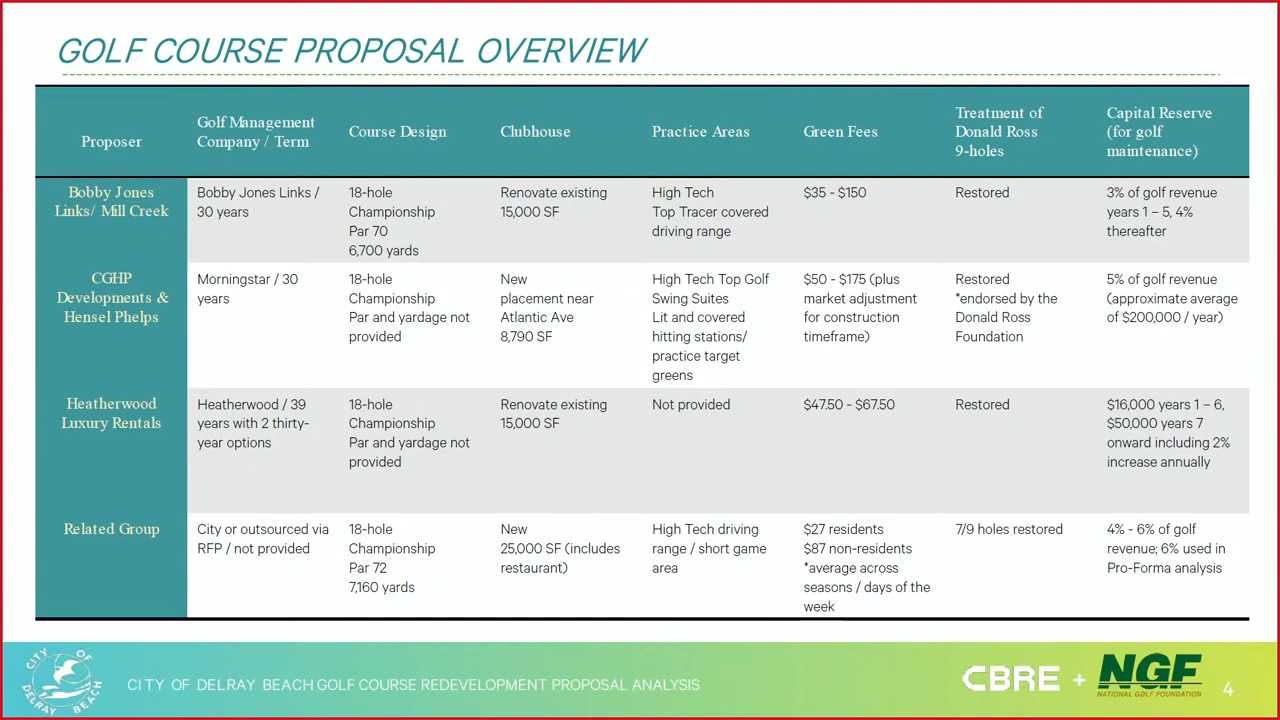 GOLF COURSE PROPOSAL OVERVIEW
Proposer
Golf Management
Company / Term
Course Design
Clubhouse
Practice Areas
Green Fees
Treatment of
Donald Ross
9-holes
Capital Reserve
(for golf
maintenance)
Bobby Jones
Links/ Mill Creek
Bobby Jones Links /
30 years
18-hole
Championship
Par 70
6,700 yards
Renovate existing
15,000 SF
High Tech
Top Tracer covered
driving range
$35 - $150
Restored
3% of golf revenue
years 1 – 5, 4%
thereafter
CGHP
Developments &
Hensel Phelps
Morningstar / 30
years
18-hole
Championship
Par and yardage not
provided
New
placement near
Atlantic Ave
8,790 SF
High Tech Top Golf
Swing Suites
Lit and covered
hitting stations/
practice target
greens
$50 - $175 (plus
market adjustment
for construction
timeframe)
Restored
*endorsed by the
Donald Ross
Foundation
5% of golf revenue
(approximate average
of $200,000 / year)
Heatherwood
Luxury Rentals
Heatherwood / 39
years with 2 thirty-
year options
18-hole
Championship
Par and yardage not
provided
Renovate existing
15,000 SF
Not provided
$47.50 - $67.50
Restored
$16,000 years 1 – 6,
$50,000 years 7
onward including 2%
increase annually
Related Group
City or outsourced via
RFP / not provided
18-hole
Championship
Par 72
7,160 yards
New
25,000 SF (includes
restaurant)
High Tech driving
range / short game
area
$27 residents
$87 non-residents
*average across
seasons / days of the
week
7/9 holes restored
4% - 6% of golf
revenue; 6% used in
Pro-Forma analysis
CITY OF
DELRAY BEACH
CITY OF DELRAY BEACH GOLF COURSE REDEVELOPMENT PROPOSAL ANALYSIS
CBRE + NGF
NATIONAL GOLF FOUNDATION
4